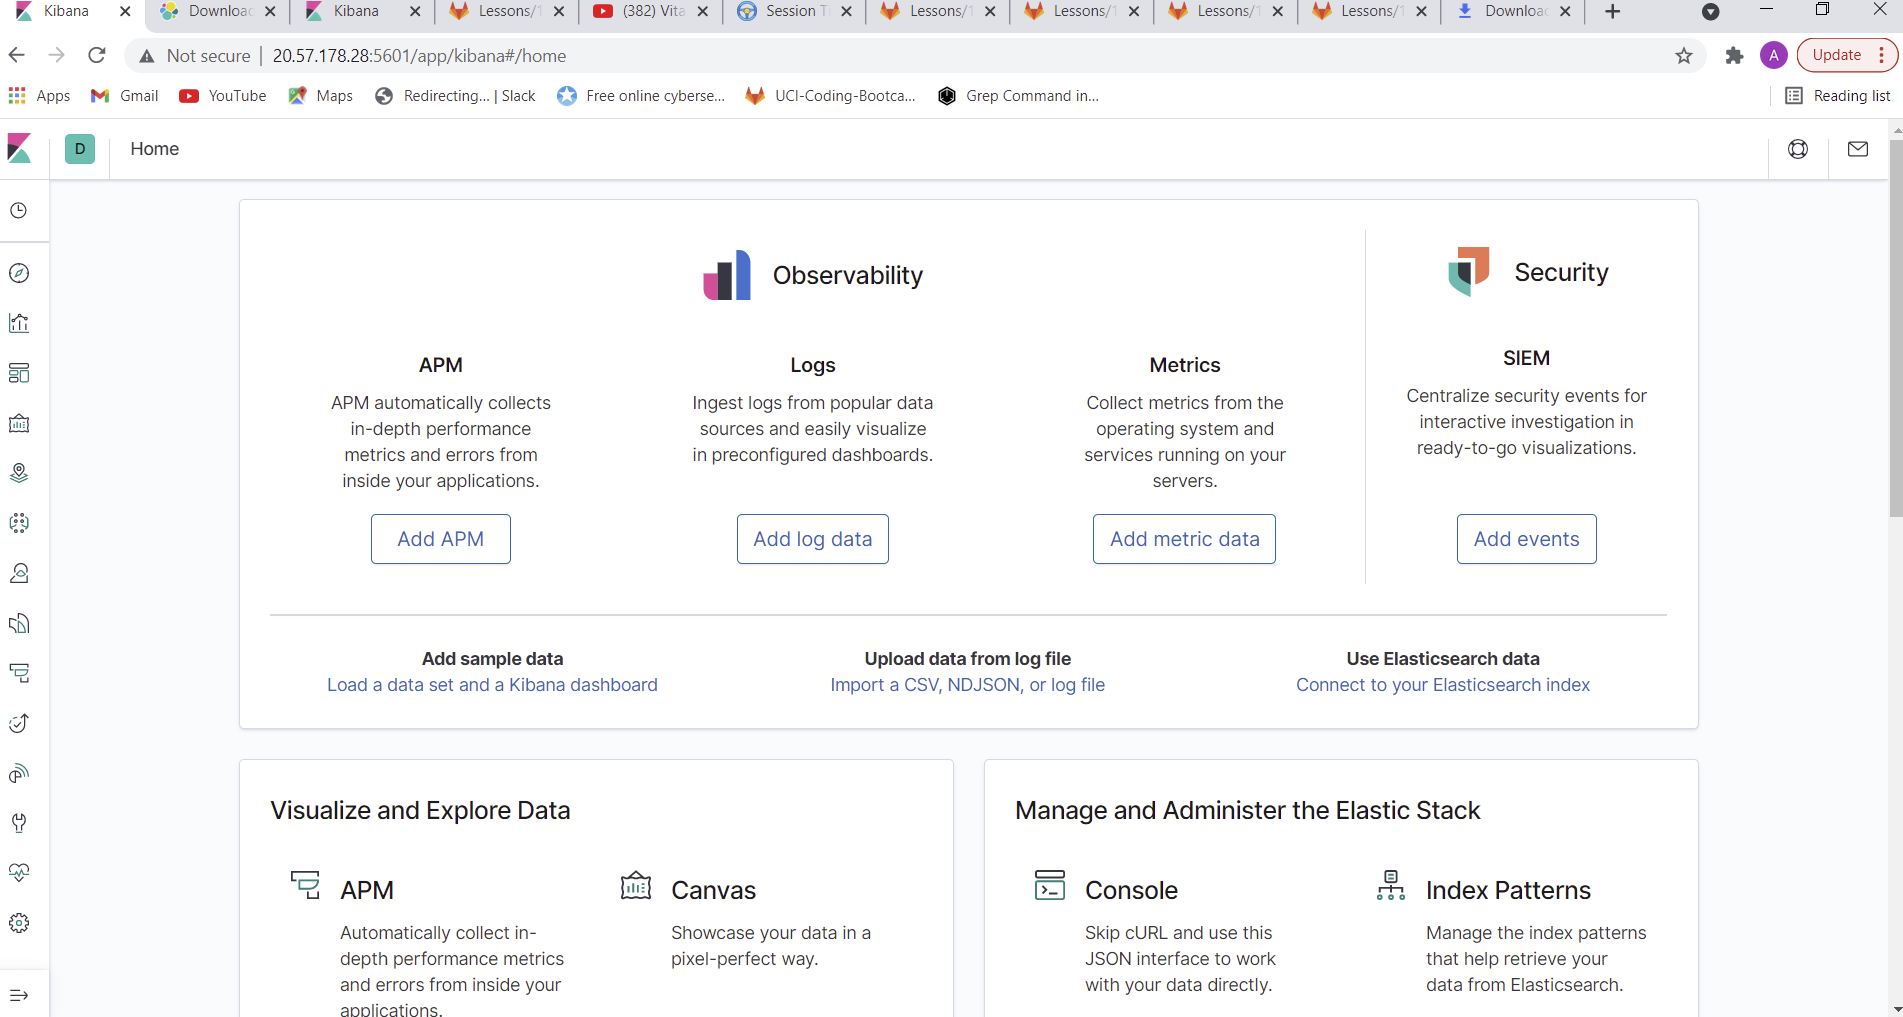 Kibana
Downloac
Kibana
Lessons/1
(382) Vita
Session Ti
Lessons/1
Lessons/1
Lessons/1
Lessons/1
Downloac
Not secure | 20.57.178.28:5601/app/kibana#/home
A
Update
Apps
Gmail
YouTube
Maps
Redirecting... | Slack
Free online cyberse...
UCI-Coding-Bootca...
Grep Command in...
Reading list
D
Home
Observability
Security
APM
APM automatically collects
in-depth performance
metrics and errors from
inside your applications.
Add APM
Logs
Ingest logs from popular data
sources and easily visualize
in preconfigured dashboards.
Add log data
Metrics
Collect metrics from the
operating system and
services running on your
servers.
Add metric data
SIEM
Centralize security events for
interactive investigation in
ready-to-go visualizations.
Add events
Add sample data
Load a data set and a Kibana dashboard
Upload data from log file
Import a CSV, NDJSON, or log file
Use Elasticsearch data
Connect to your Elasticsearch index
Visualize and Explore Data
APM
Automatically collect in-
depth performance metrics
and errors from inside your
applications.
Canvas
Showcase your data in a
pixel-perfect way.
Manage and Administer the Elastic Stack
Console
Skip cURL and use this
JSON interface to work
with your data directly.
Index Patterns
Manage the index patterns
that help retrieve your
data from Elasticsearch.